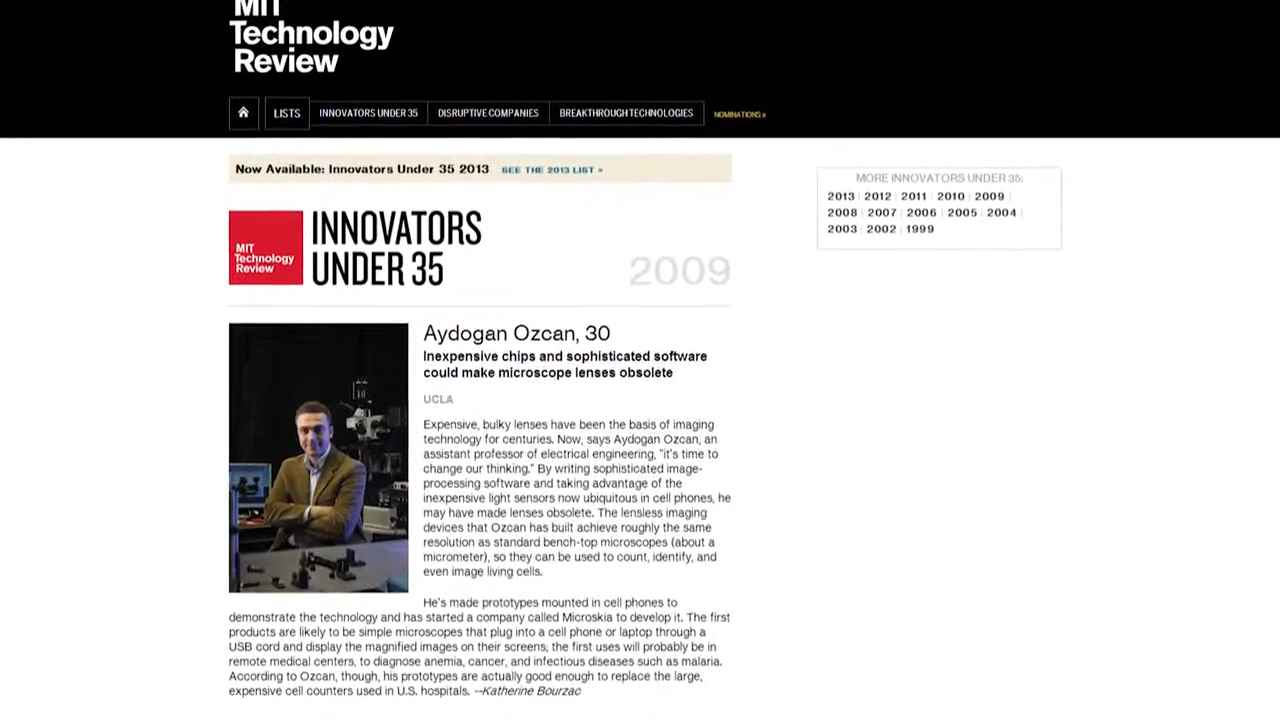 MIT
Technology
Review
LISTS
INNOVATORS UNDER 35
DISRUPTIVE COMPANIES
BREAKTHROUGH TECHNOLOGIES
NOMINATIONS »
Now Available: Innovators Under 35 2013 SEE THE 2013 LIST »
MORE INNOVATORS UNDER 35:
2013 | 2012 | 2011 | 2010 | 2009 |
2008 | 2007 | 2006 | 2005 | 2004 |
2003 | 2002 | 1999
MIT
Technology
Review
INNOVATORS
UNDER 35
2009
Aydogan Ozcan, 30
Inexpensive chips and sophisticated software
could make microscope lenses obsolete
UCLA
Expensive, bulky lenses have been the basis of imaging
technology for centuries. Now, says Aydogan Ozcan, an
assistant professor of electrical engineering, "it's time to
change our thinking." By writing sophisticated image-
processing software and taking advantage of the
inexpensive light sensors now ubiquitous in cell phones, he
may have made lenses obsolete. The lensless imaging
devices that Ozcan has built achieve roughly the same
resolution as standard bench-top microscopes (about a
micrometer), so they can be used to count, identify, and
even image living cells.
He's made prototypes mounted in cell phones to
demonstrate the technology and has started a company called Microskia to develop it. The first
products are likely to be simple microscopes that plug into a cell phone or laptop through a
USB cord and display the magnified images on their screens; the first uses will probably be in
remote medical centers, to diagnose anemia, cancer, and infectious diseases such as malaria.
According to Ozcan, though, his prototypes are actually good enough to replace the large,
expensive cell counters used in U.S. hospitals. --Katherine Bourzac